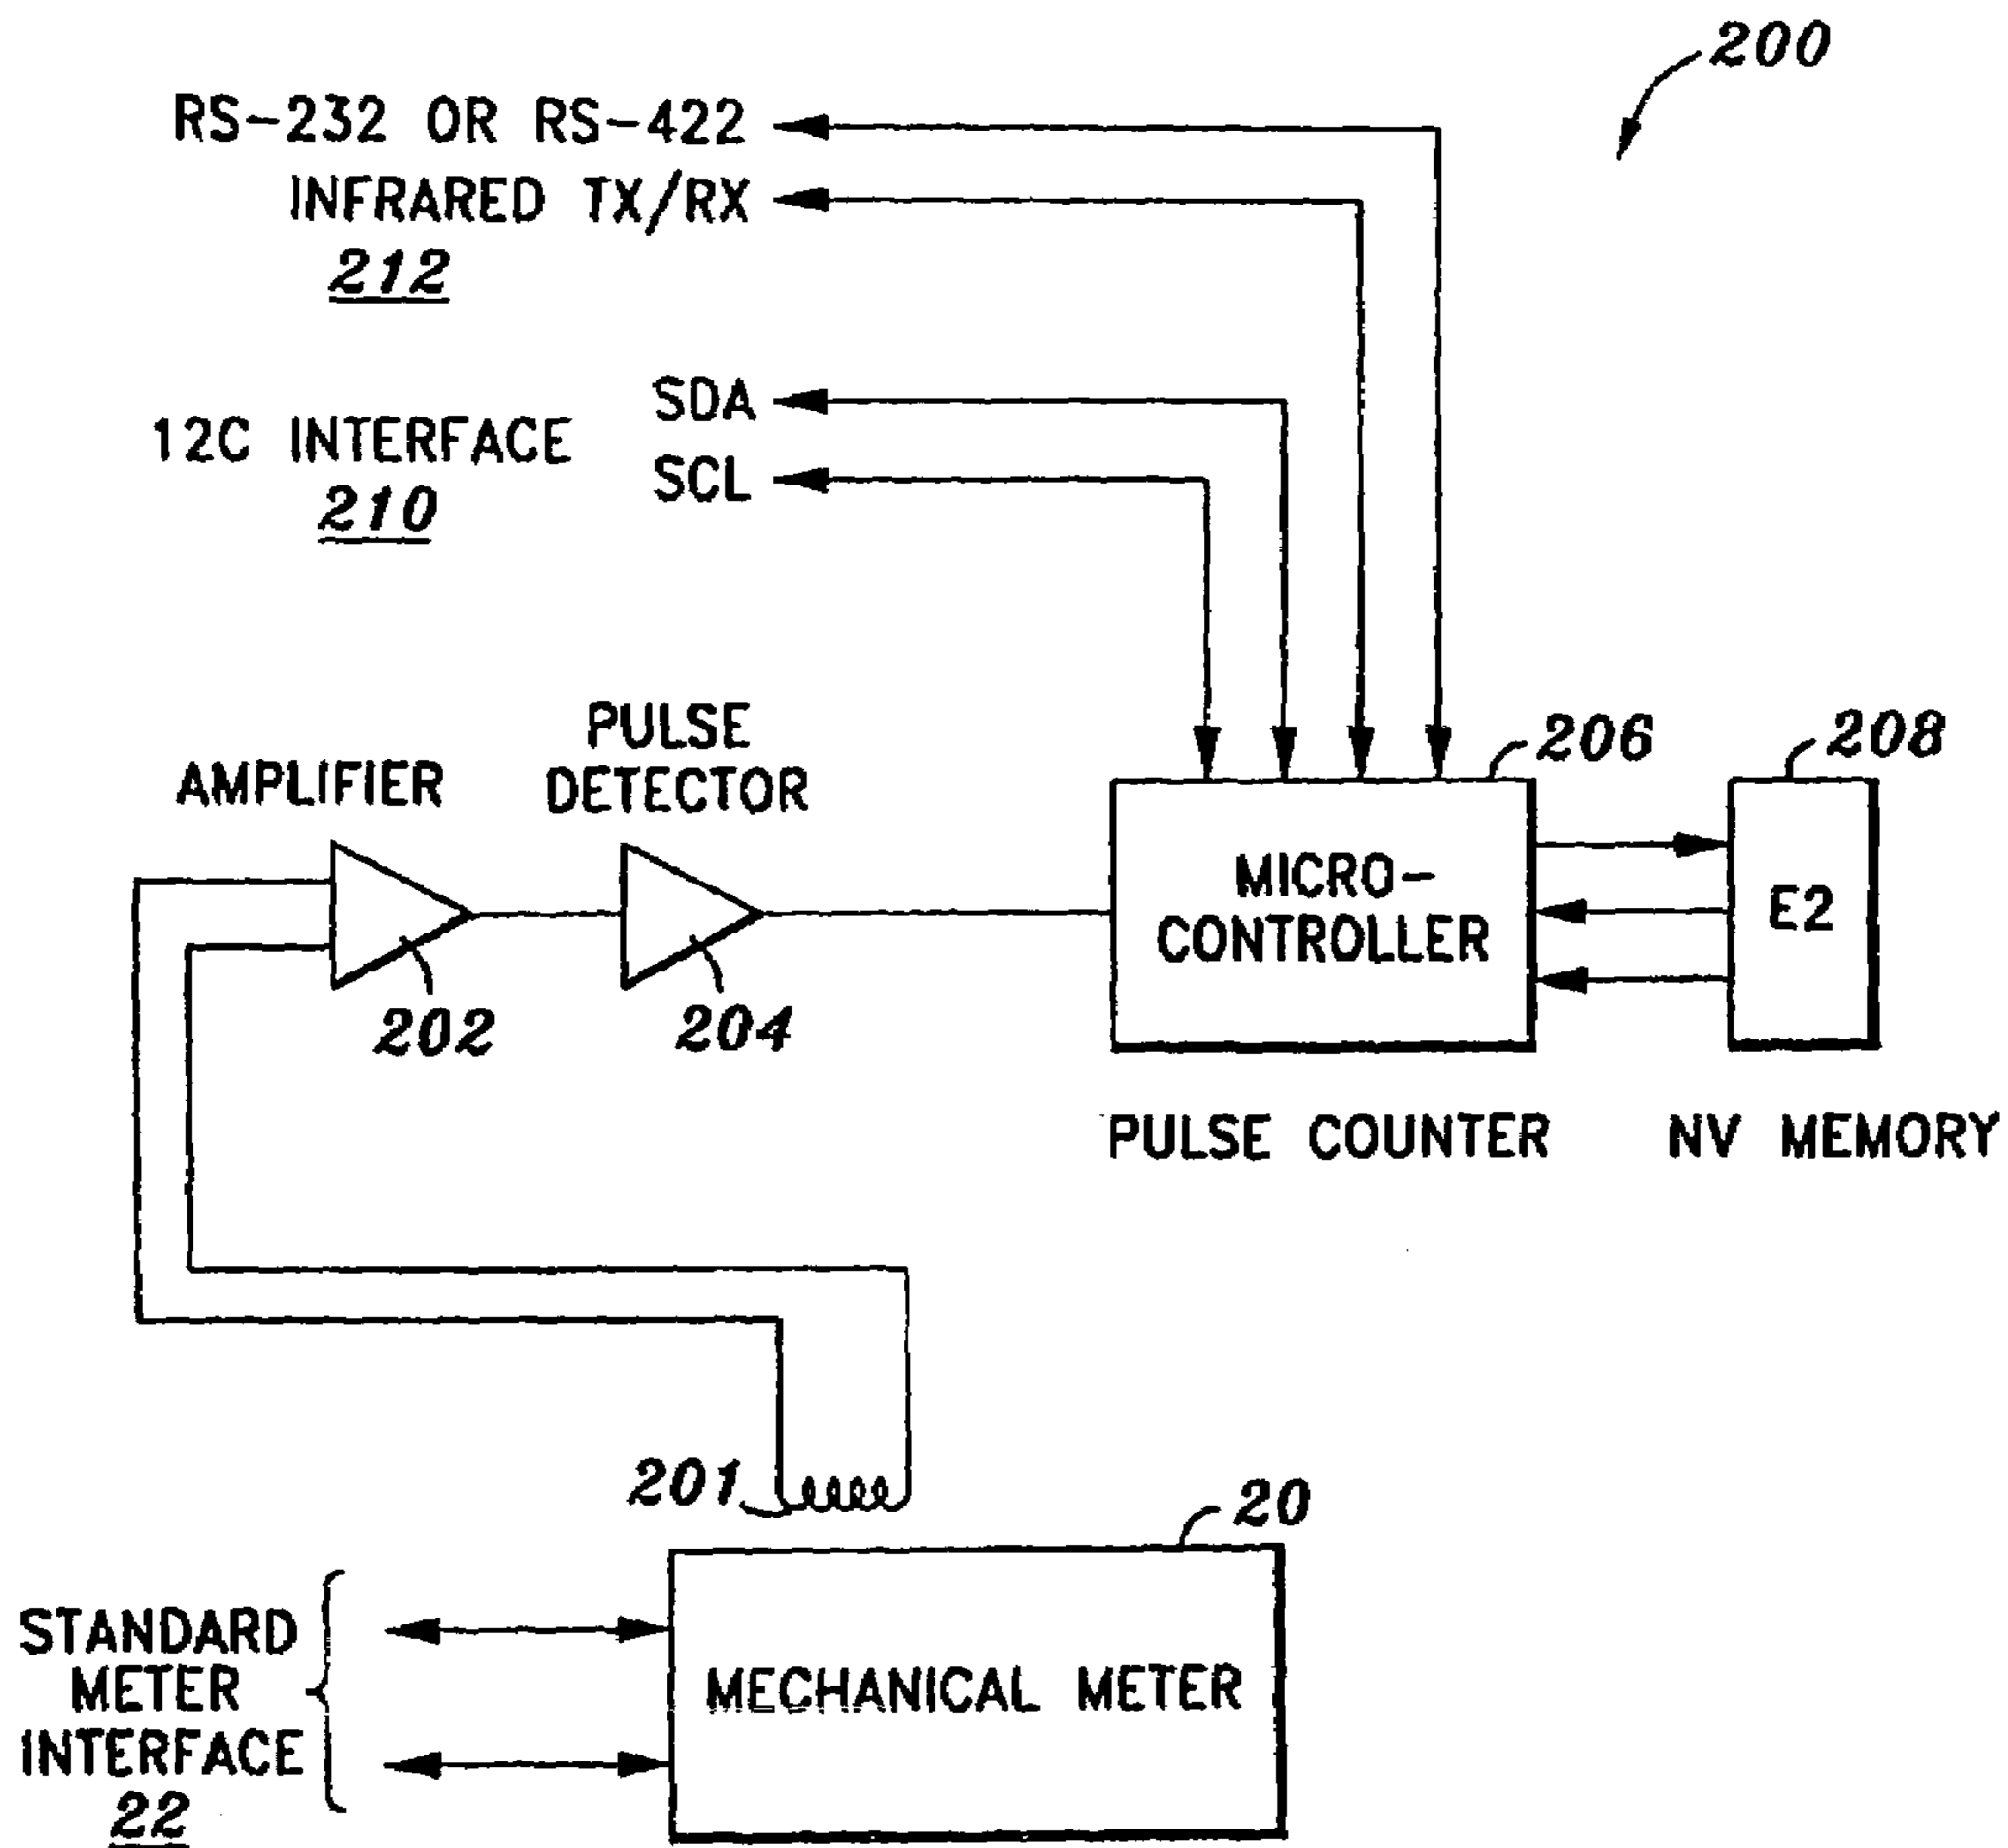 200
RS-232 OR RS-422
INFRARED TX/RX
212
SDA
12C INTERFACE
SCL
210
PULSE
DETECTOR
AMPLIFIER
206
208
MICRO-
CONTROLLER
E2
202
204
PULSE COUNTER
NV MEMORY
201
20
STANDARD
METER
INTERFACE
22
MECHANICAL METER